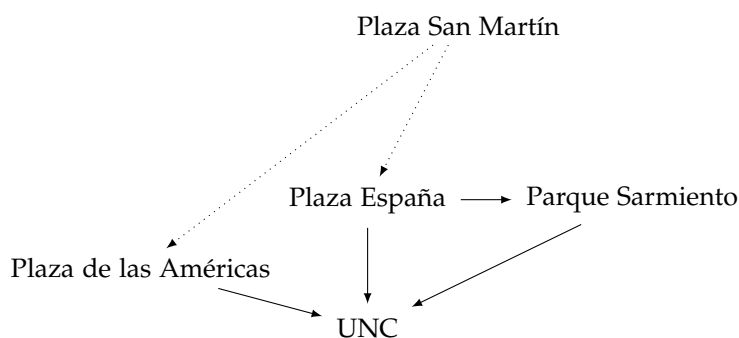 Plaza San Martín
Plaza España
Parque Sarmiento
Plaza de las Américas
UNC